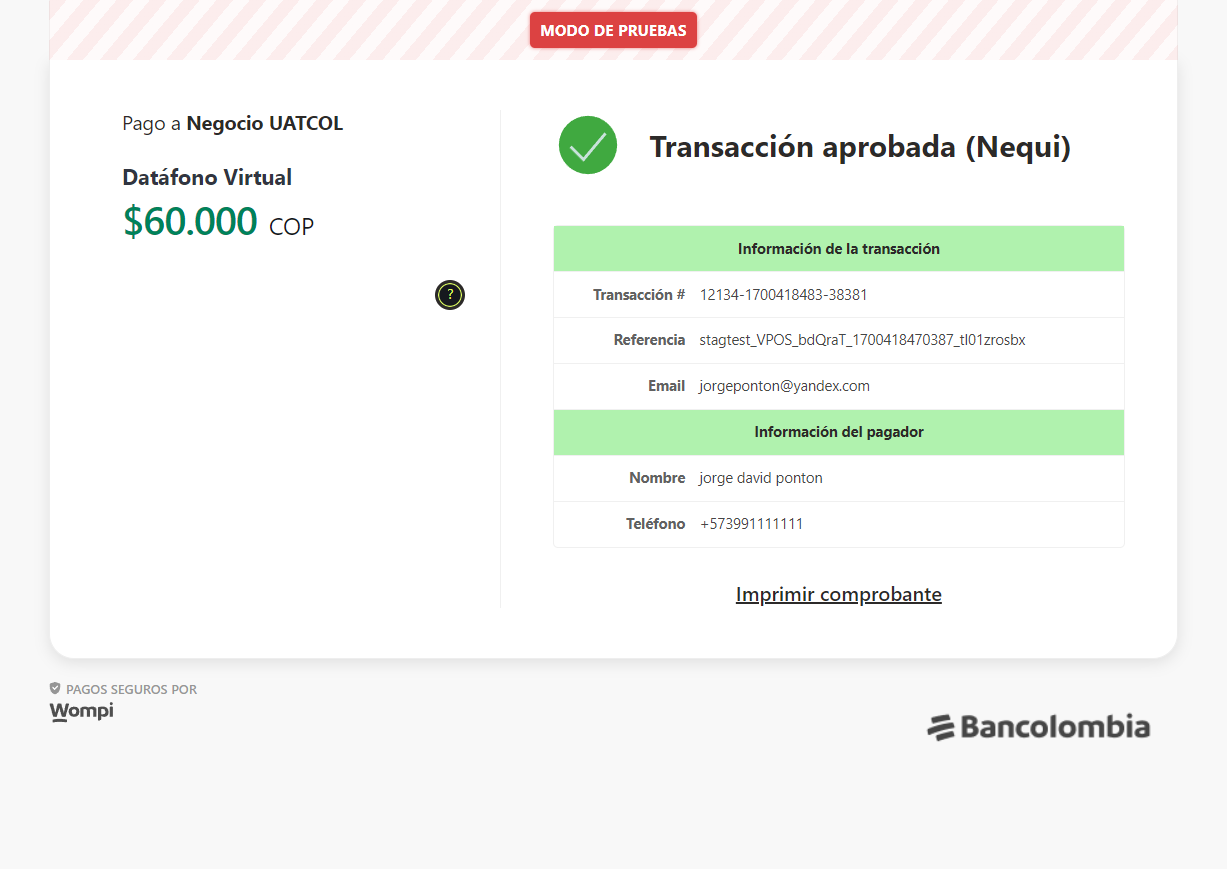 MODO DE PRUEBAS
Pago a Negocio UATCOL
Datáfono Virtual
$60.000 COP
?
Transacción aprobada (Nequi)
Información de la transacción
Transacción # 12134-1700418483-38381
Referencia stagtest_VPOS_bdQraT_1700418470387_tl01zrosbx
Email jorgeponton@yandex.com
Información del pagador
Nombre jorge david ponton
Teléfono +573991111111
Imprimir comprobante
PAGOS SEGUROS POR
Wompi
Bancolombia